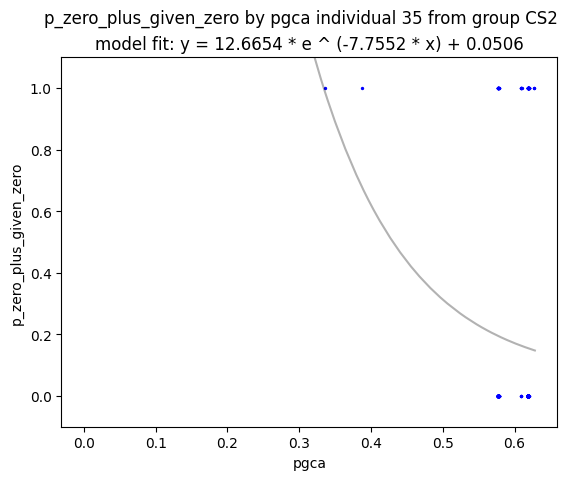 p_zero_plus_given_zero by pgca individual 35 from group CS2
model fit: y = 12.6654 * e ^ (-7.7552 * x) + 0.0506
1.0
0.8
0.6
0.4
0.2
0.0
p_zero_plus_given_zero
0.0 0.1 0.2 0.3 0.4 0.5 0.6
pgca